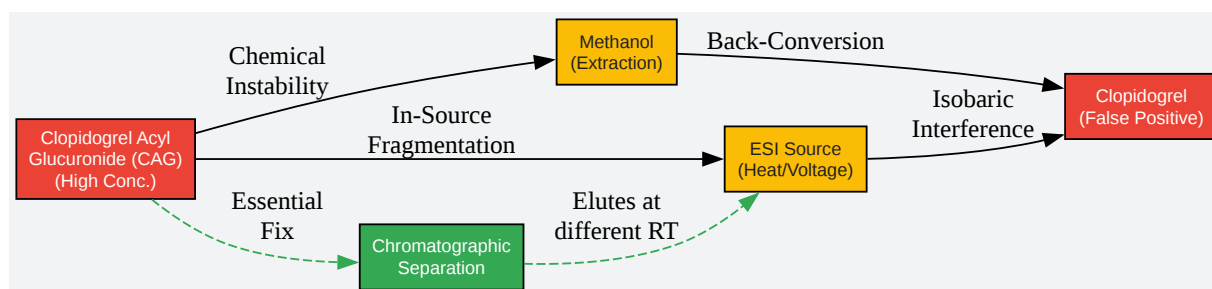 Chemical
Instability
Methanol
(Extraction)
Back-Conversion
Clopidogrel Acyl
Glucuronide (CAG)
(High Conc.)
In-Source
Fragmentation
ESI Source
(Heat/Voltage)
Isobaric
Interference
Clopidogrel
(False Positive)
Essential
Fix
Chromatographic
Separation
Elutes at
different RT